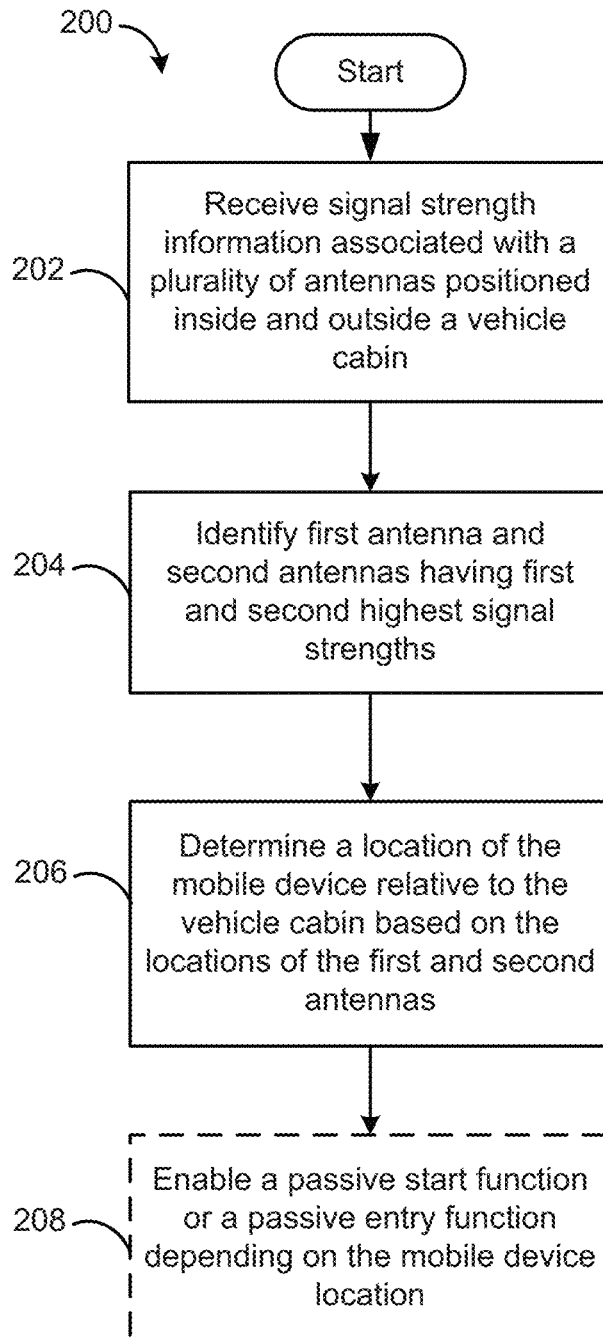 200
Start
202
Receive signal strength
information associated with a
plurality of antennas positioned
inside and outside a vehicle
cabin
204
Identify first antenna and
second antennas having first
and second highest signal
strengths
206
Determine a location of the
mobile device relative to the
vehicle cabin based on the
locations of the first and second
antennas
208
Enable a passive start function
or a passive entry function
depending on the mobile device
location